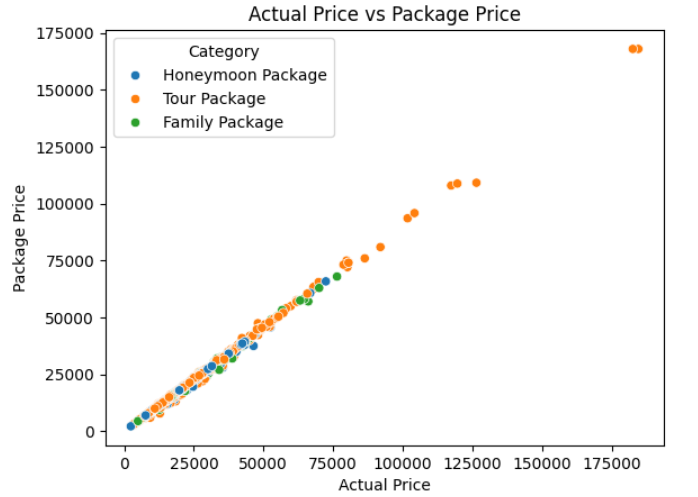 Actual Price vs Package Price
175000
150000
125000
100000
75000
50000
25000
0
Package Price
Category
Honeymoon Package
Tour Package
Family Package
0 25000 50000 75000 100000 125000 150000 175000
Actual Price